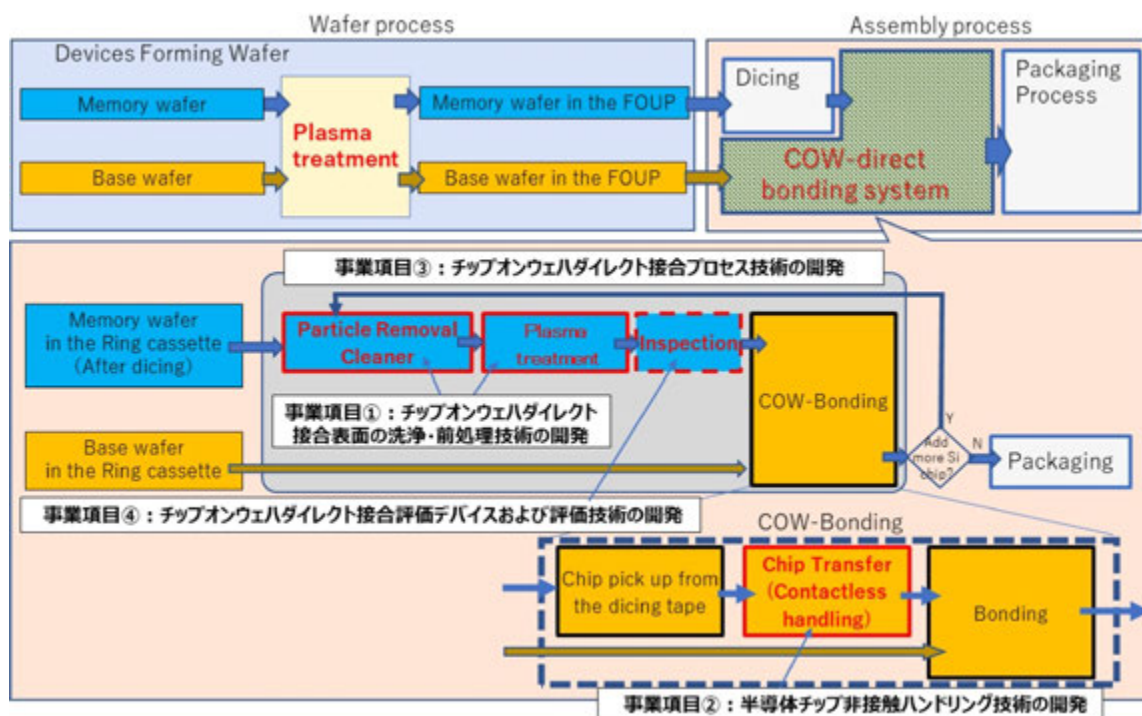 Wafer process
Assembly process
Devices Forming Wafer
Memory wafer
Plasma
treatment
Memory wafer in the FOUP
Base wafer
Base wafer in the FOUP
Dicing
COW-direct
bonding system
Packaging
Process
事業項目③：チップオンウェハダイレクト接合プロセス技術の開発
Memory wafer
in the Ring cassette
(After dicing)
Particle Removal
Cleaner
Plasma
treatment
Inspection
COW-Bonding
事業項目①：チップオンウェハダイレクト
接合表面の洗浄・前処理技術の開発
Base wafer
in the Ring cassette
Y
Add
more Si
chip?
N
Packaging
事業項目④：チップオンウェハダイレクト接合評価デバイスおよび評価技術の開発
COW-Bonding
Chip pick up from
the dicing tape
Chip Transfer
(Contactless
handling)
Bonding
事業項目②：半導体チップ非接触ハンドリング技術の開発